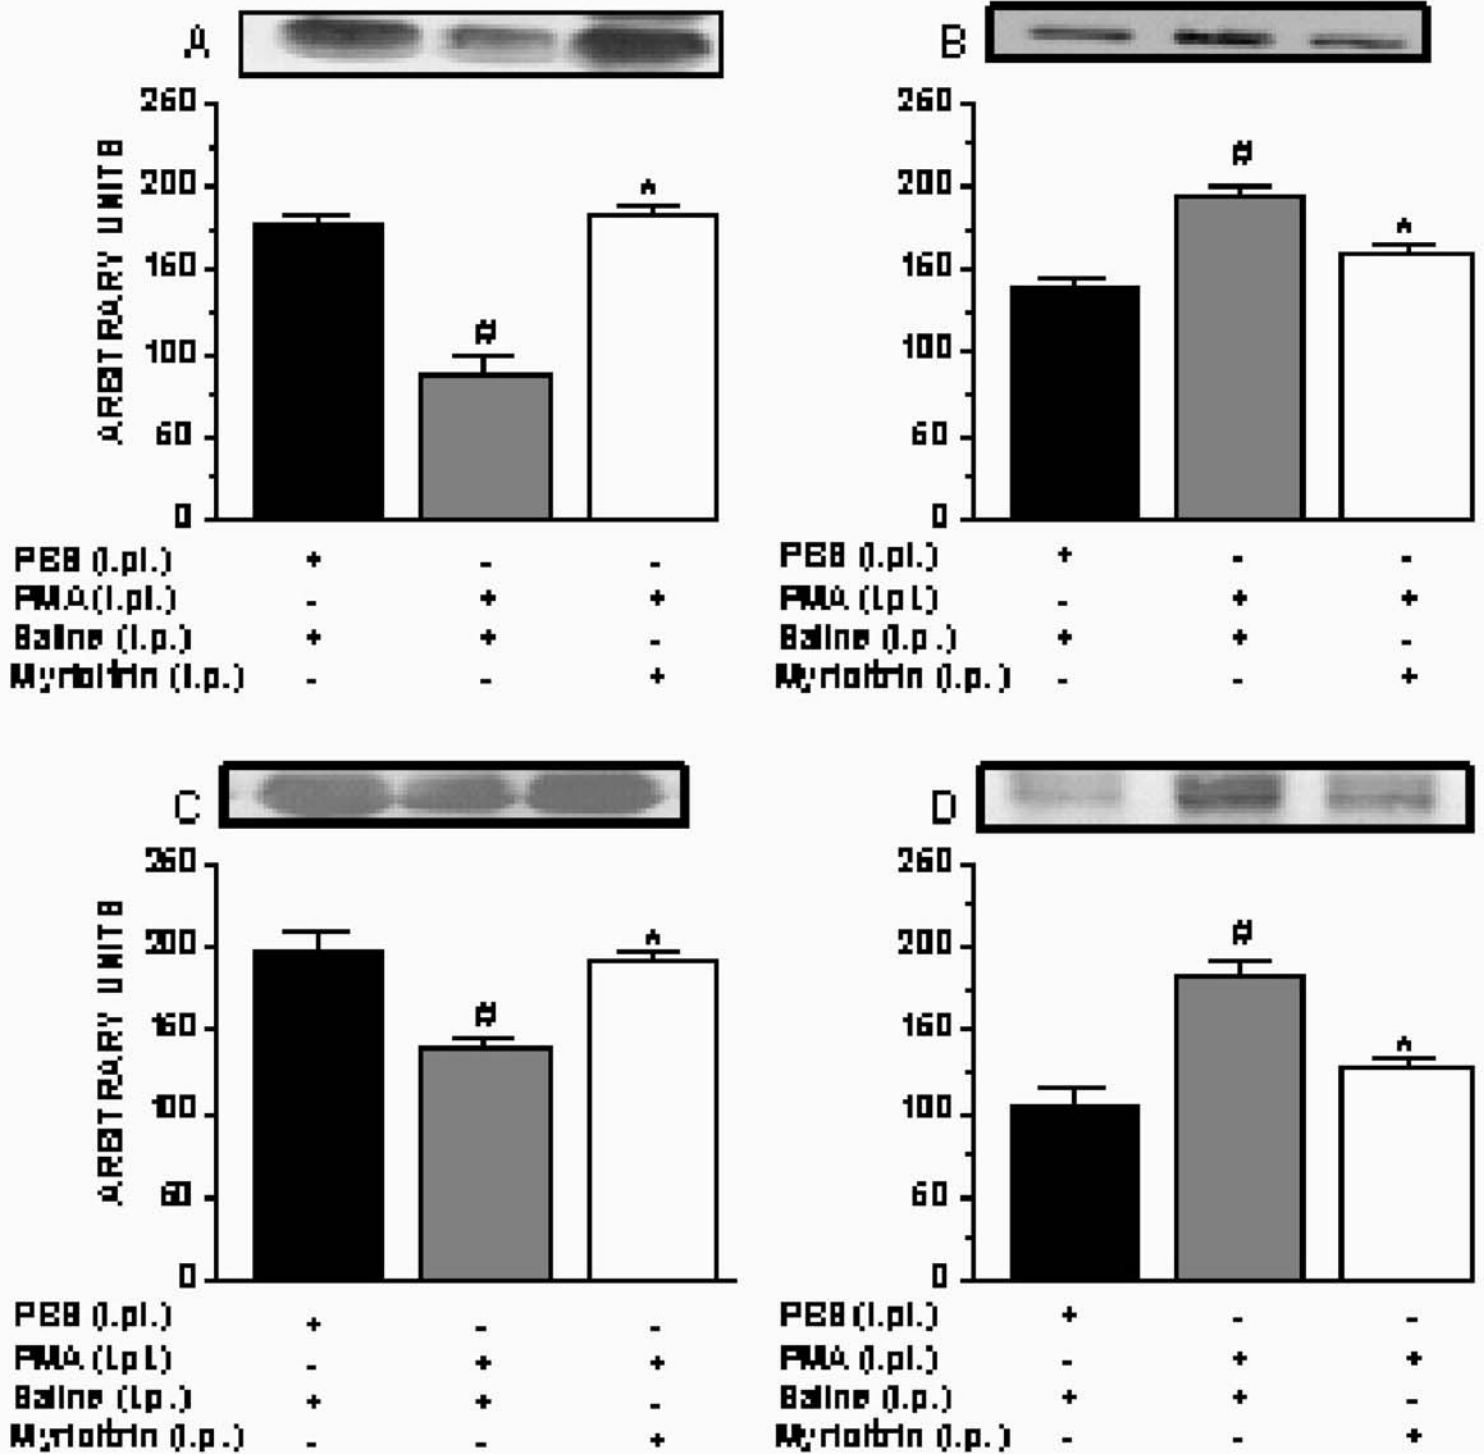 A
B
260
200
160
100
60
0
ARBITRARY UNITS
PBS (i.pl.) + - -
PMA (i.pl.) - + +
Saline (i.p.) + + -
Myricitrin (i.p.) - - +
#
*
260
200
160
100
60
0
PBS (i.pl.) + - -
PMA (i.pl.) - + +
Saline (i.p.) + + -
Myricitrin (i.p.) - - +
#
*
C
D
260
200
160
100
60
0
ARBITRARY UNITS
PBS (i.pl.) + - -
PMA (i.pl.) - + +
Saline (i.p.) + + -
Myricitrin (i.p.) - - +
#
*
260
200
160
100
60
0
PBS (i.pl.) + - -
PMA (i.pl.) - + +
Saline (i.p.) + + -
Myricitrin (i.p.) - - +
#
*